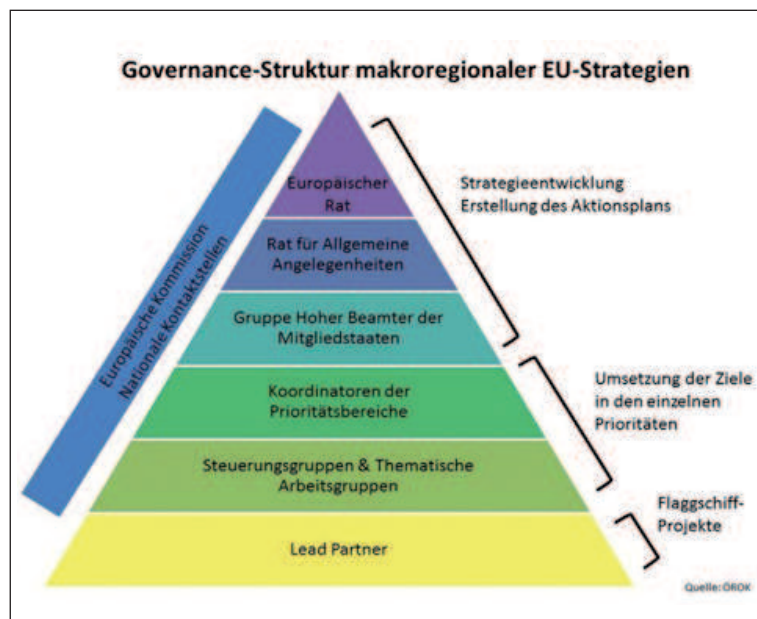 Governance-Struktur makroregionaler EU-Strategien
Europäische Kommission
Nationale Kontaktstellen
Europäischer
Rat
Rat für Allgemeine
Angelegenheiten
Gruppe Hoher Beamter der
Mitgliedstaaten
Koordinatoren der
Prioritätsbereiche
Steuerungsgruppen & Thematische
Arbeitsgruppen
Lead Partner
Strategieentwicklung
Erstellung des Aktionsplans
Umsetzung der Ziele
in den einzelnen
Prioritäten
Flaggschiff-
Projekte
Quelle: ÖROK